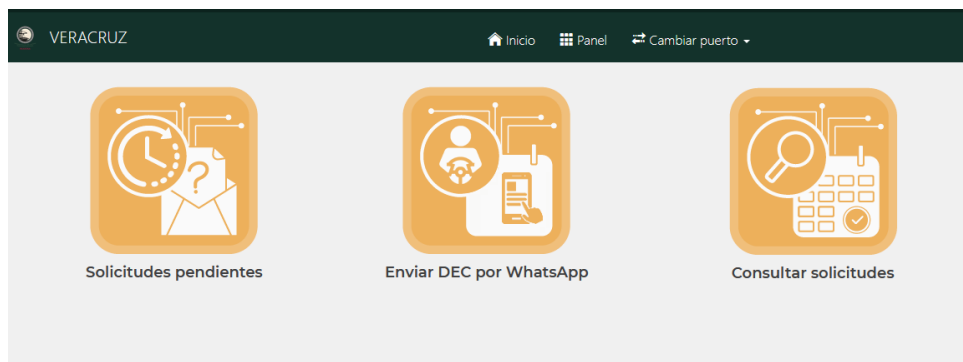 VERACRUZ
Inicio
Panel
Cambiar puerto
?
Solicitudes pendientes
Enviar DEC por WhatsApp
Consultar solicitudes